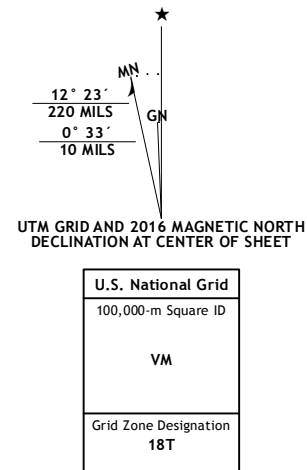 ★
MN
12° 23´
220 MILS
GN
0° 33´
10 MILS
UTM GRID AND 2016 MAGNETIC NORTH
DECLINATION AT CENTER OF SHEET
U.S. National Grid
100,000-m Square ID
VM
Grid Zone Designation
18T